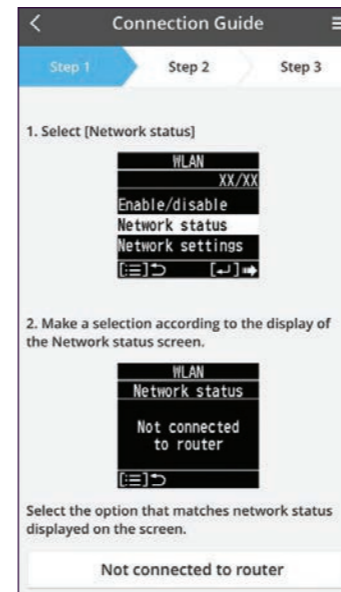 Connection Guide
Step 1 Step 2 Step 3
1. Select [Network status]
WLAN
XX/XX
Enable/disable
Network status
Network settings
[≔]⮌ [↵]➡
2. Make a selection according to the display of
the Network status screen.
WLAN
Network status
Not connected
to router
[≔]⮌
Select the option that matches network status
displayed on the screen.
Not connected to router